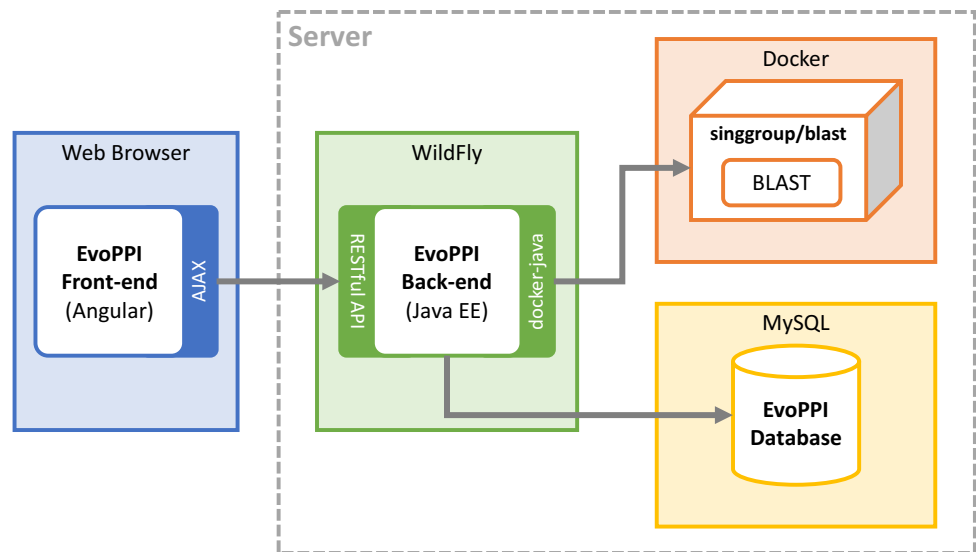 Server
Web Browser
EvoPPI
Front-end
(Angular)
AJAX
WildFly
RESTful API
EvoPPI
Back-end
(Java EE)
docker-java
Docker
singgroup/blast
BLAST
MySQL
EvoPPI
Database